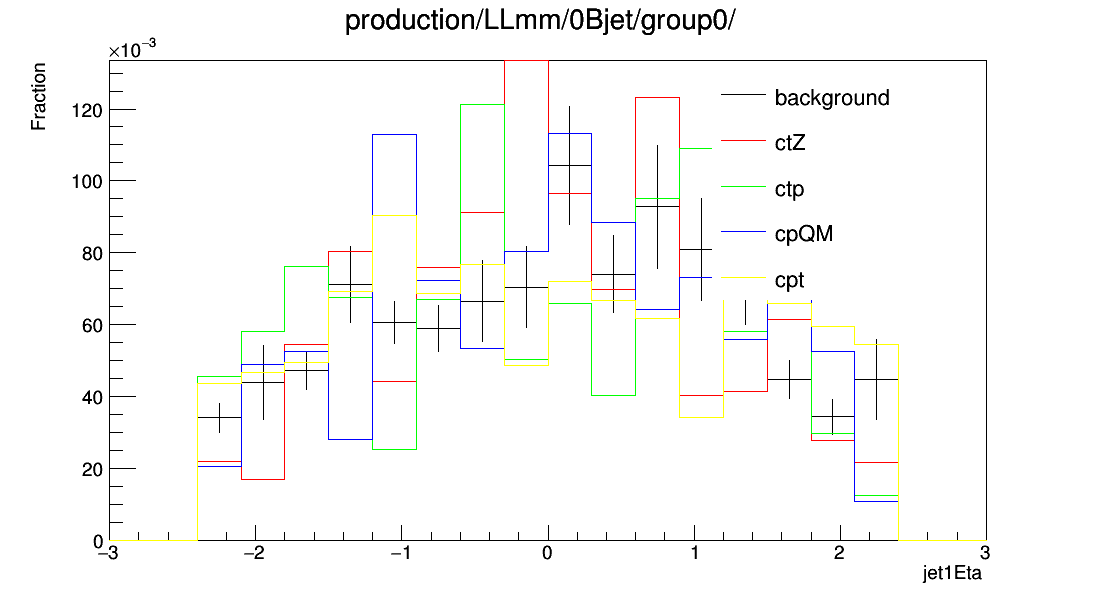 production/LLmm/0Bjet/group0/
×10⁻³
Fraction
120
100
80
60
40
20
0
background
ctZ
ctp
cpQM
cpt
−3 −2 −1 0 1 2 3
jet1Eta